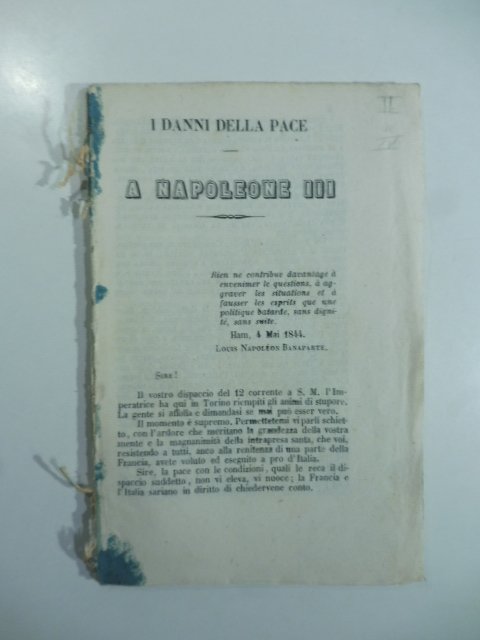 I DANNI DELLA PACE
A NAPOLEONE III
Rien ne contribue davantage à
envenimer le questions, à ag-
graver les situations et à
fausser les esprits que une
politique batarde, sans digni-
té, sans suite.
Ham, 4 Mai 1844.
LOUIS NAPOLÉON BANAPARTE.
SIRE!
Il vostro dispaccio del 12 corrente a S. M. l'Im-
peratrice ha qui in Torino riempiti gli animi di stupore.
La gente si affolla e dimandasi se mai può esser vero.
Il momento è supremo. Permettetemi vi parli schiet-
to, con l'ardore che meritano la grandezza della vostra
mente e la magnanimità della intrapresa santa, che voi,
resistendo a tutti, anco alla renitenza di una parte della
Francia, avete voluto ed eseguito a pro d'Italia.
Sire, la pace con le condizioni, quali le reca il di-
spaccio suddetto, non vi eleva, vi nuoce; la Francia e
l'Italia sariano in diritto di chiedervene conto.